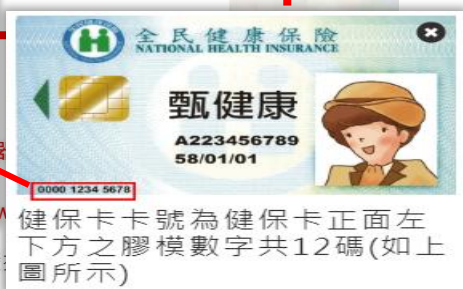 全民健康保險
NATIONAL HEALTH INSURANCE
甄健康
A223456789
58/01/01
0000 1234 5678
健保卡卡號為健保卡正面左
下方之膠模數字共12碼(如上
圖所示)